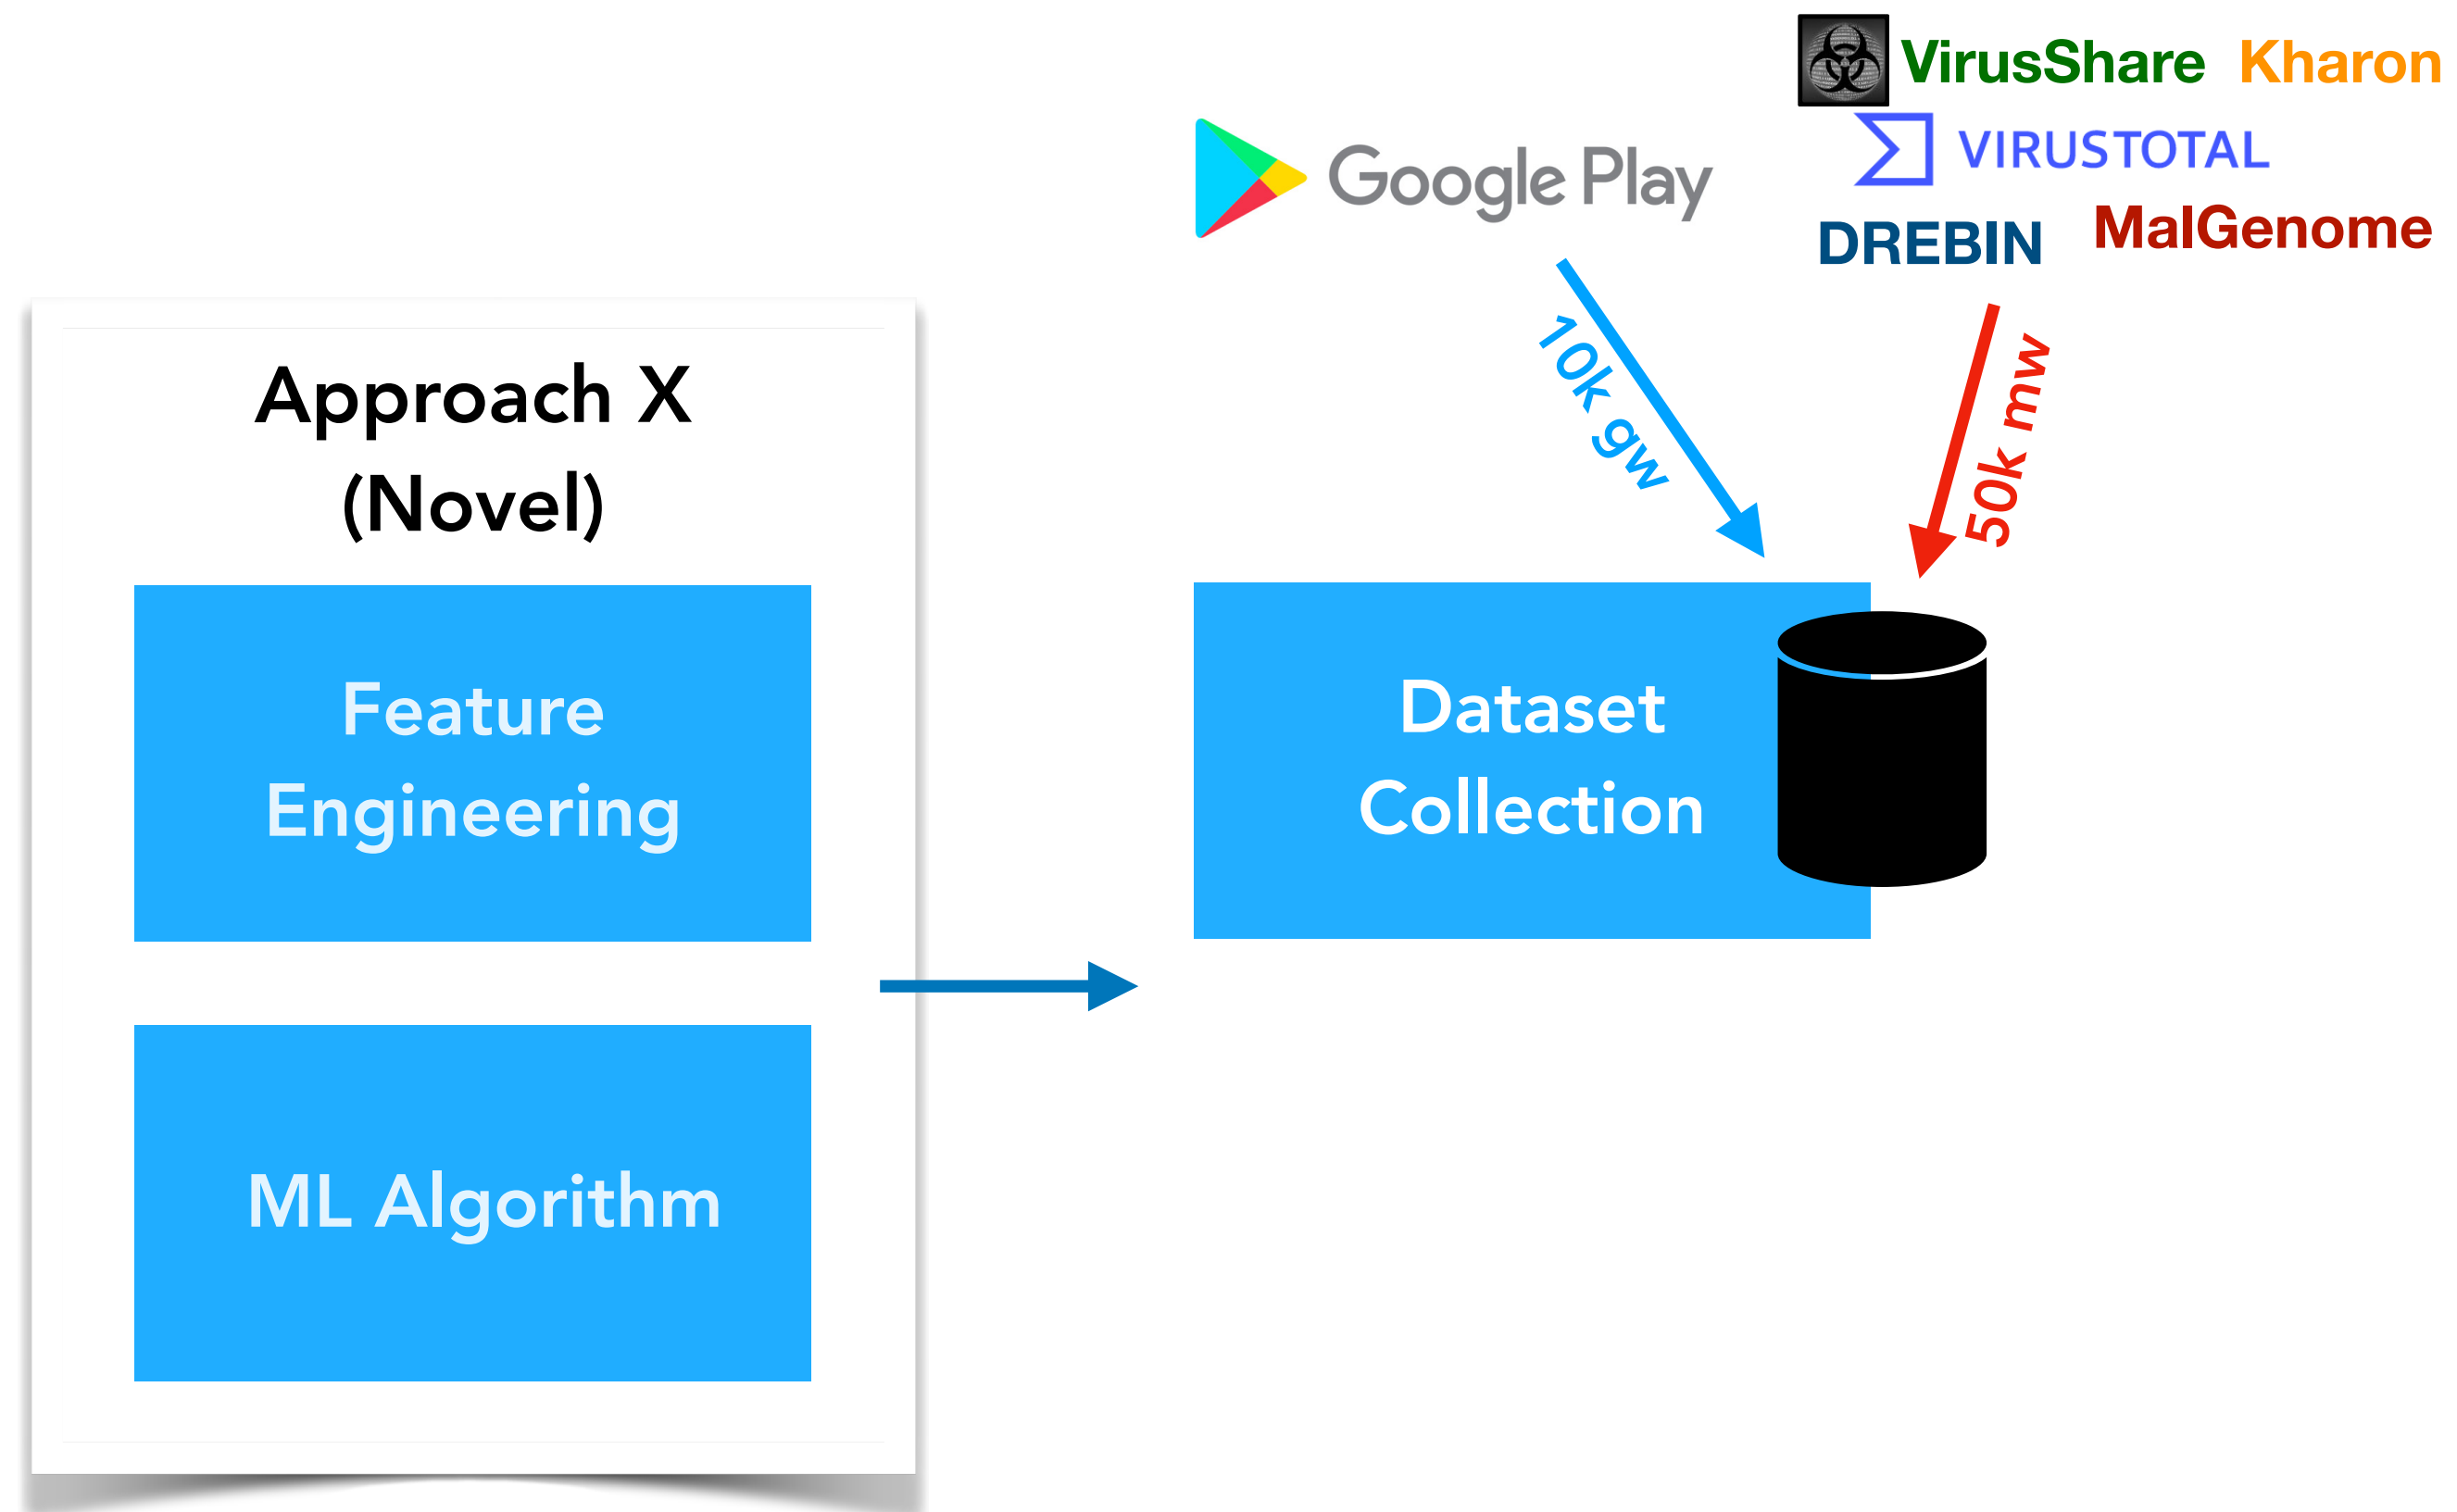 VirusShare Kharon
VIRUSTOTAL
Google Play
DREBIN MalGenome
10k gw
50k mw
Approach X
(Novel)
Feature
Engineering
Dataset
Collection
ML Algorithm